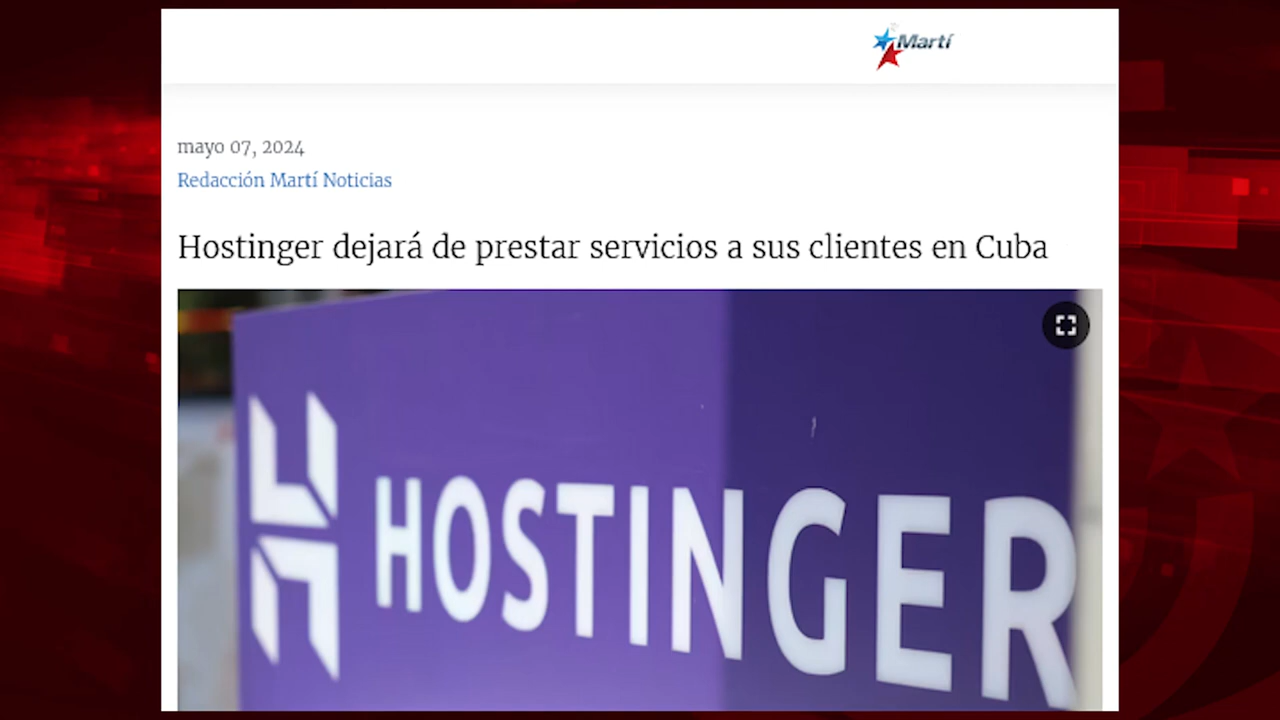 Martí
mayo 07, 2024
Redacción Martí Noticias
Hostinger dejará de prestar servicios a sus clientes en Cuba
HOSTINGER